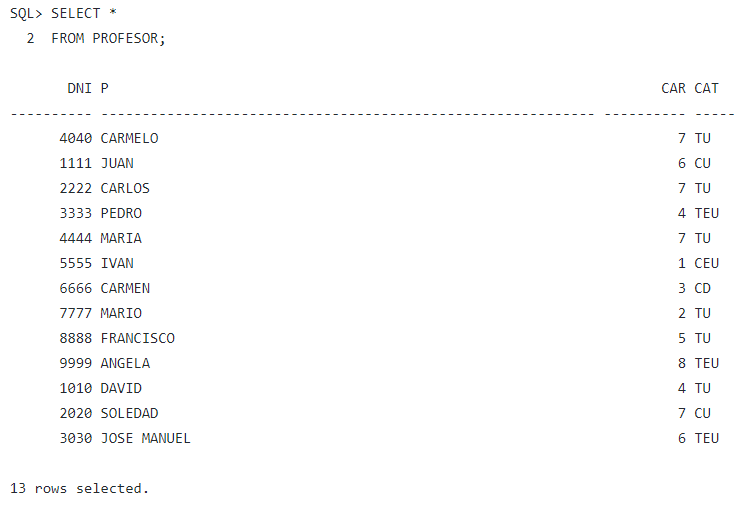 SQL> SELECT *
  2  FROM PROFESOR;
       DNI P                                                                   CAR CAT
---------- ------------------------------------------------------------ ---------- -----
      4040 CARMELO                                                               7 TU
      1111 JUAN                                                                  6 CU
      2222 CARLOS                                                                7 TU
      3333 PEDRO                                                                 4 TEU
      4444 MARIA                                                                 7 TU
      5555 IVAN                                                                  1 CEU
      6666 CARMEN                                                                3 CD
      7777 MARIO                                                                 2 TU
      8888 FRANCISCO                                                             5 TU
      9999 ANGELA                                                                8 TEU
      1010 DAVID                                                                 4 TU
      2020 SOLEDAD                                                               7 CU
      3030 JOSE MANUEL                                                           6 TEU
13 rows selected.